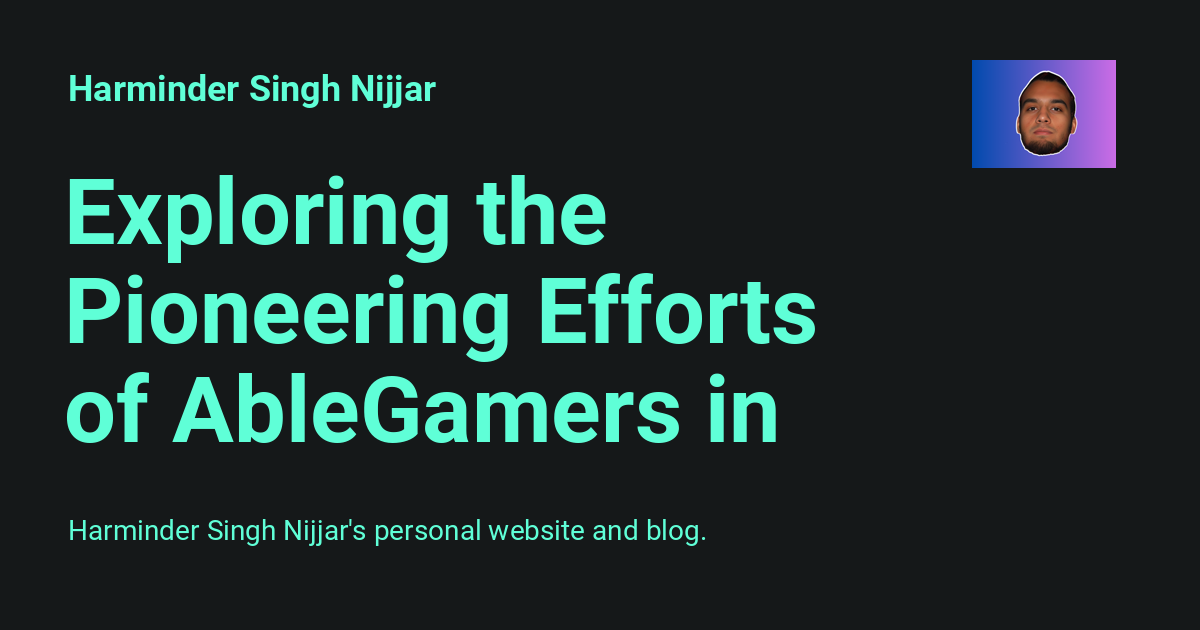 Harminder Singh Nijjar
Exploring the
Pioneering Efforts
of AbleGamers in
Harminder Singh Nijjar's personal website and blog.